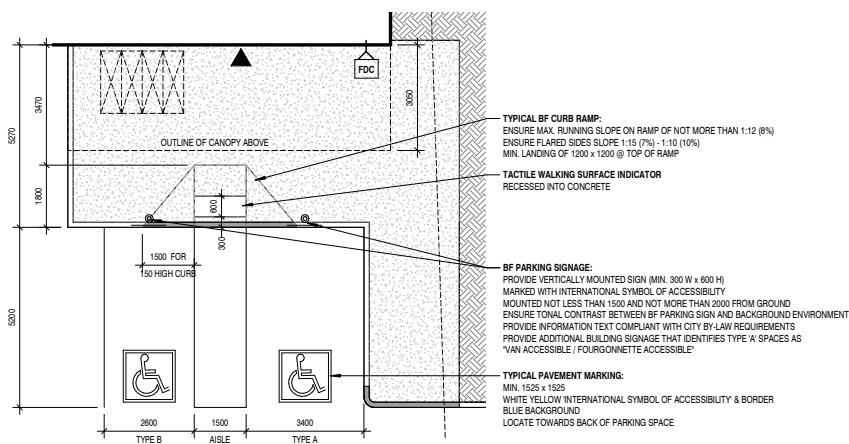 FDC
5270
3470
3050
OUTLINE OF CANOPY ABOVE
1800
600
300
1500 FOR
150 HIGH CURB
5200
2600
1500
3400
TYPE B
AISLE
TYPE A
TYPICAL BF CURB RAMP:
ENSURE MAX. RUNNING SLOPE ON RAMP OF NOT MORE THAN 1:12 (8%)
ENSURE FLARED SIDES SLOPE 1:15 (7%) - 1:10 (10%)
MIN. LANDING OF 1200 x 1200 @ TOP OF RAMP
TACTILE WALKING SURFACE INDICATOR
RECESSED INTO CONCRETE
BF PARKING SIGNAGE:
PROVIDE VERTICALLY MOUNTED SIGN (MIN. 300 W x 600 H)
MARKED WITH INTERNATIONAL SYMBOL OF ACCESSIBILITY
MOUNTED NOT LESS THAN 1500 AND NOT MORE THAN 2000 FROM GROUND
ENSURE TONAL CONTRAST BETWEEN BF PARKING SIGN AND BACKGROUND ENVIRONMENT
PROVIDE INFORMATION TEXT COMPLIANT WITH CITY BY-LAW REQUIREMENTS
PROVIDE ADDITIONAL BUILDING SIGNAGE THAT IDENTIFIES TYPE 'A' SPACES AS
"VAN ACCESSIBLE / FOURGONNETTE ACCESSIBLE"
TYPICAL PAVEMENT MARKING:
MIN. 1525 x 1525
WHITE YELLOW 'INTERNATIONAL SYMBOL OF ACCESSIBILITY' & BORDER
BLUE BACKGROUND
LOCATE TOWARDS BACK OF PARKING SPACE